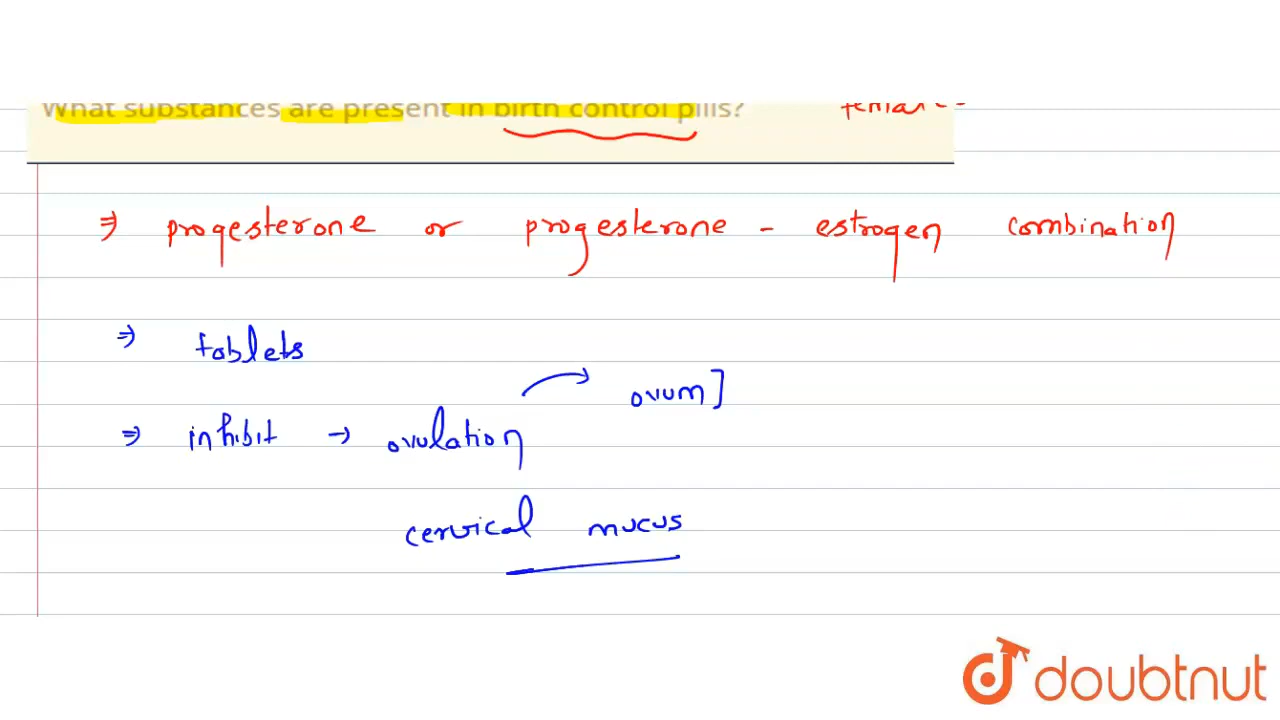 What substances are present in birth control pills?
⇒ progesterone or progesterone - estrogen combination
⇒ tablets
ovum]
⇒ inhibit → ovulation
cervical mucus
doubtnut